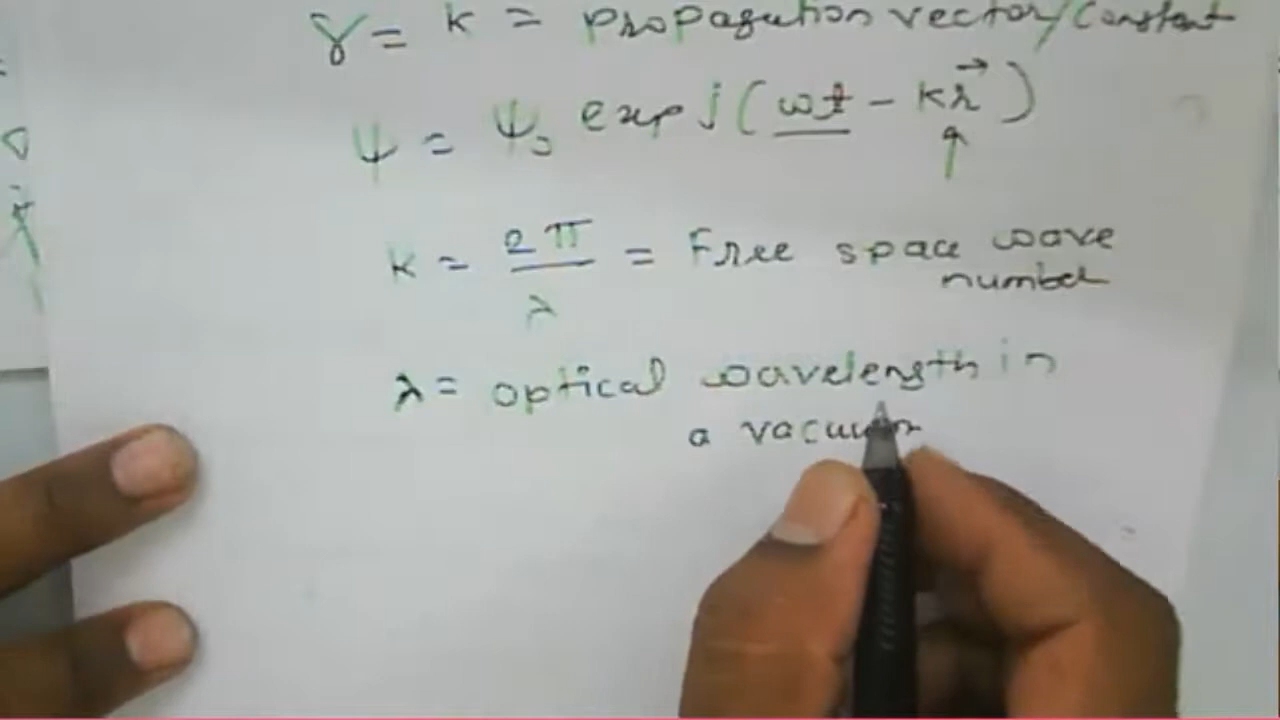 γ = K = propagation vector/Constant
ψ = ψ₀ exp j (ωt - kr⃗)
K = 2π/λ = Free space wave
number
λ = optical wavelength in
a vacuum